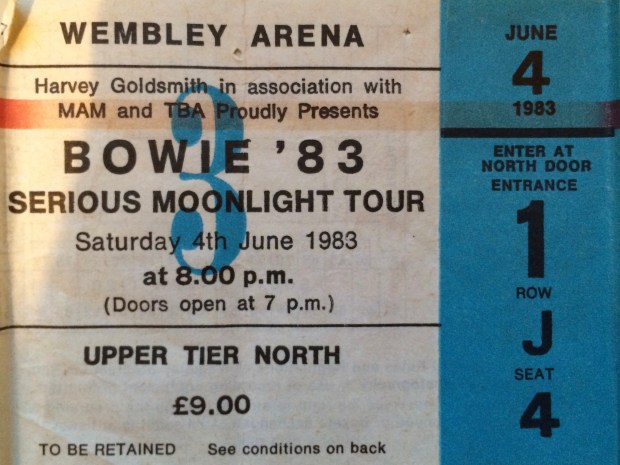 WEMBLEY ARENA
Harvey Goldsmith in association with
MAM and TBA Proudly Presents
3
BOWIE '83
SERIOUS MOONLIGHT TOUR
Saturday 4th June 1983
at 8.00 p.m.
(Doors open at 7 p.m.)
UPPER TIER NORTH
£9.00
TO BE RETAINED See conditions on back
JUNE
4
1983
ENTER AT
NORTH DOOR
ENTRANCE
1
ROW
J
SEAT
4